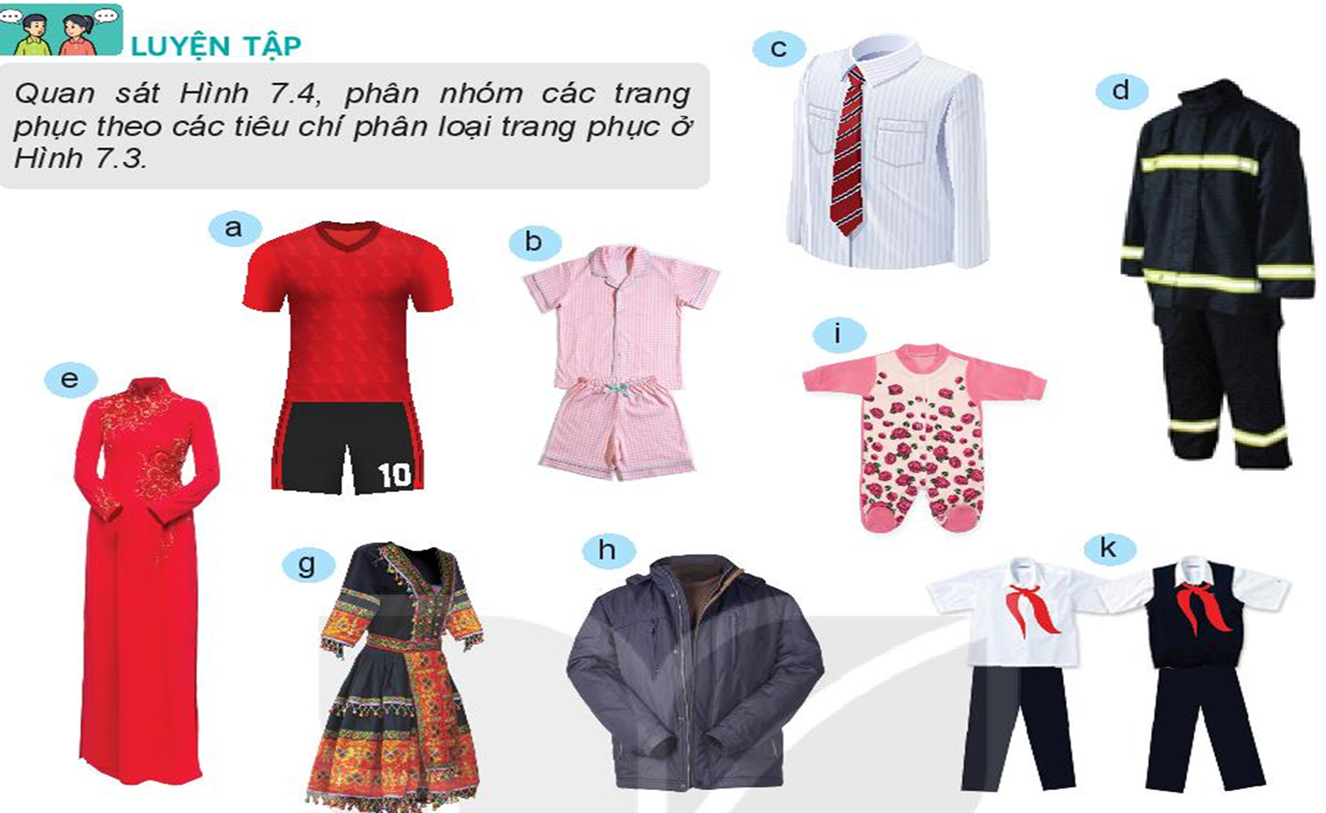 LUYỆN TẬP
Quan sát Hình 7.4, phân nhóm các trang
phục theo các tiêu chí phân loại trang phục ở
Hình 7.3.
c
d
a
b
i
e
10
g
h
k